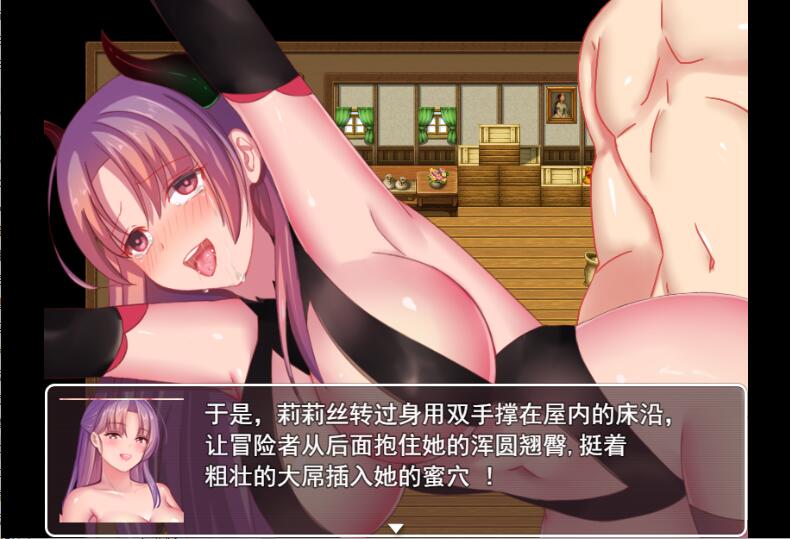 于是，莉莉丝转过身用双手撑在屋内的床沿，
让冒险者从后面抱住她的浑圆翘臀,挺着
粗壮的大屌插入她的蜜穴 ！